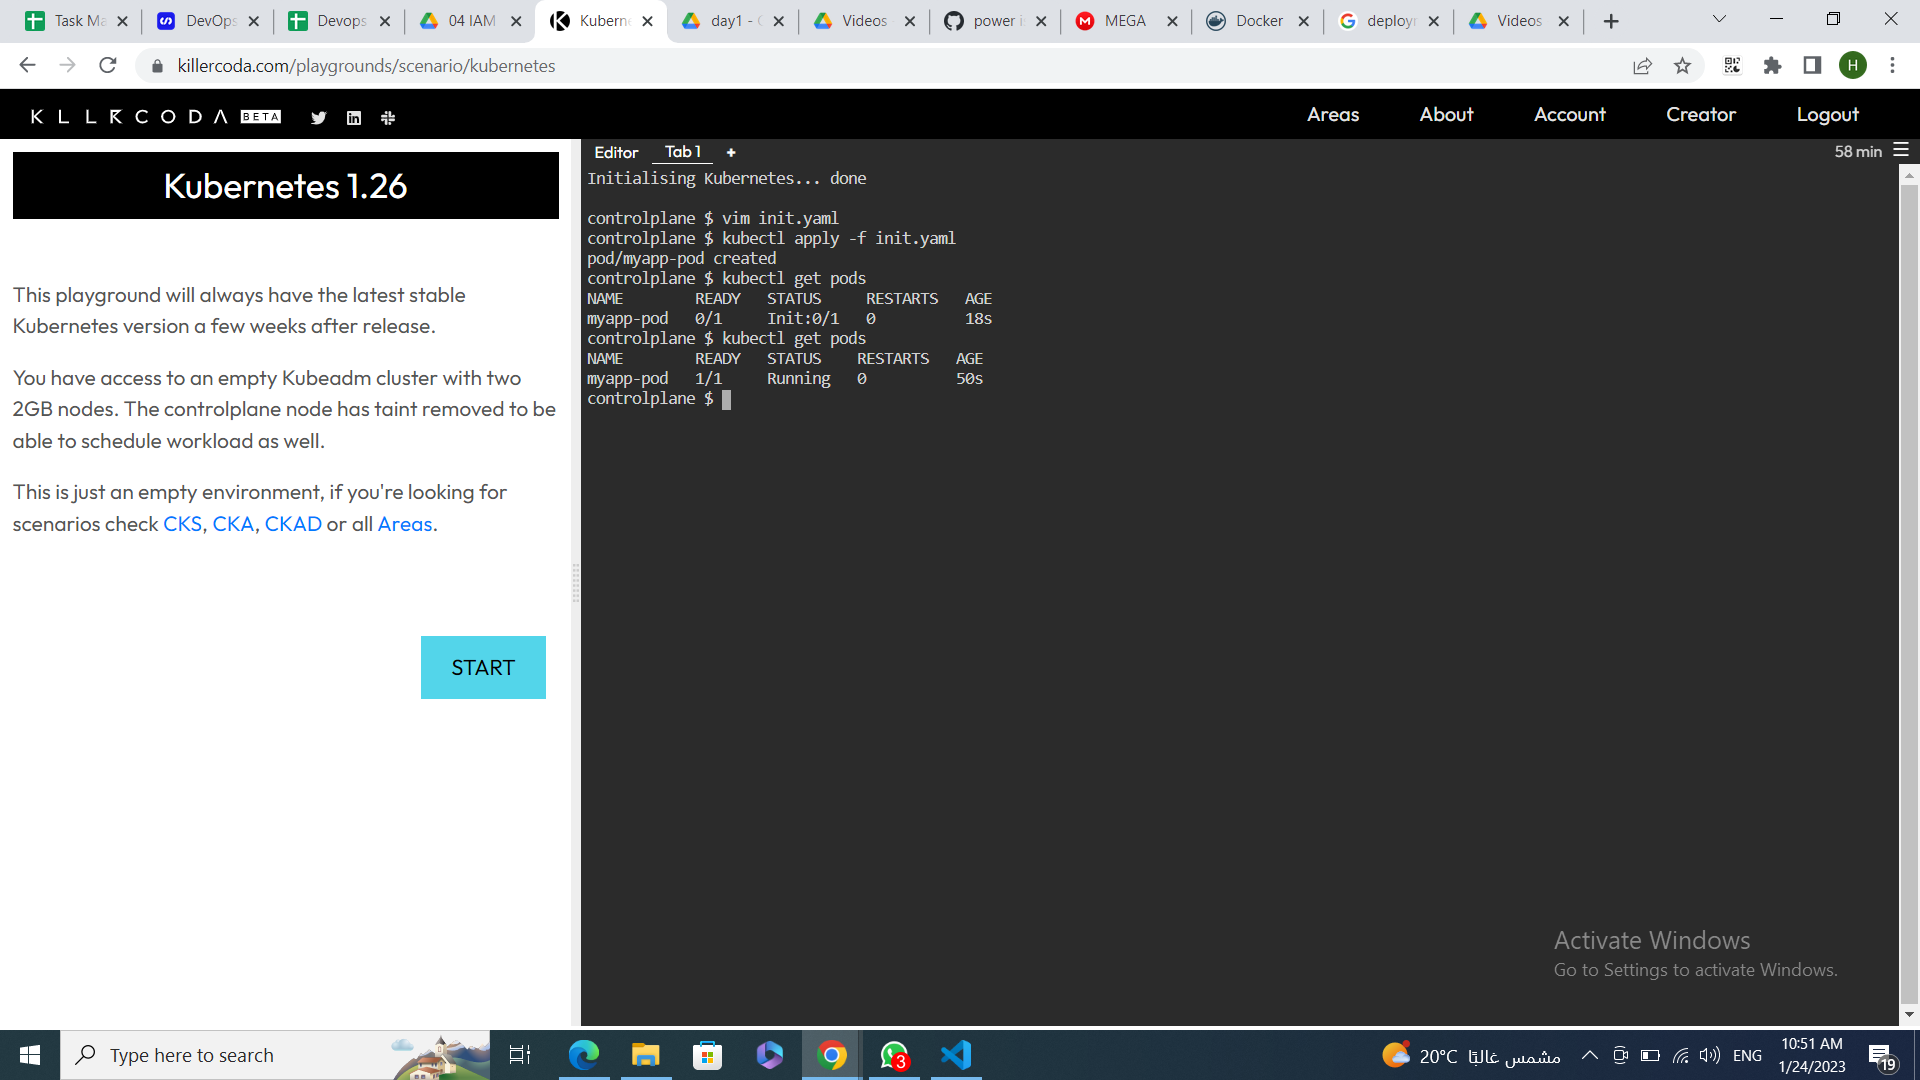 Task Ma
DevOps
Devops
04 IAM
Kuberne
day1 -
Videos
power i
MEGA
Docker
deploy
Videos
killercoda.com/playgrounds/scenario/kubernetes
H
BETA
Areas
About
Account
Creator
Logout
Kubernetes 1.26
This playground will always have the latest stable
Kubernetes version a few weeks after release.
You have access to an empty Kubeadm cluster with two
2GB nodes. The controlplane node has taint removed to be
able to schedule workload as well.
This is just an empty environment, if you're looking for
scenarios check CKS, CKA, CKAD or all Areas.
START
Editor
Tab 1
+
58 min
Initialising Kubernetes... done
controlplane $ vim init.yaml
controlplane $ kubectl apply -f init.yaml
pod/myapp-pod created
controlplane $ kubectl get pods
NAME READY STATUS RESTARTS AGE
myapp-pod 0/1 Init:0/1 0 18s
controlplane $ kubectl get pods
NAME READY STATUS RESTARTS AGE
myapp-pod 1/1 Running 0 50s
controlplane $
Activate Windows
Go to Settings to activate Windows.
Type here to search
3
20°C مشمس غالبًا
ENG
10:51 AM
1/24/2023
19